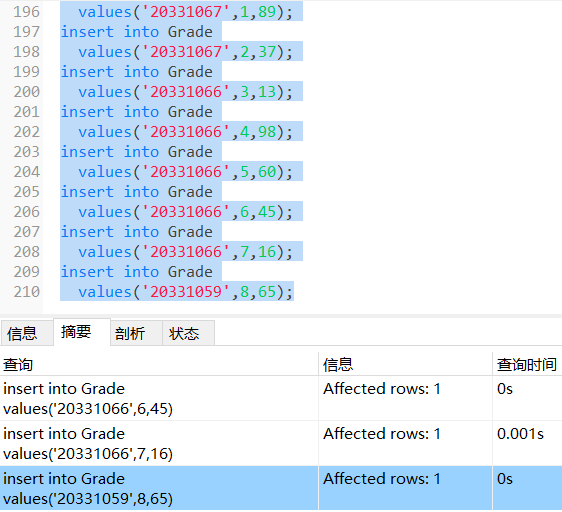 196 values('20331067',1,89);
197 insert into Grade
198 values('20331067',2,37);
199 insert into Grade
200 values('20331066',3,13);
201 insert into Grade
202 values('20331066',4,98);
203 insert into Grade
204 values('20331066',5,60);
205 insert into Grade
206 values('20331066',6,45);
207 insert into Grade
208 values('20331066',7,16);
209 insert into Grade
210 values('20331059',8,65);
信息 摘要 剖析 状态
查询 信息 查询时间
insert into Grade Affected rows: 1 0s
values('20331066',6,45)
insert into Grade Affected rows: 1 0.001s
values('20331066',7,16)
insert into Grade Affected rows: 1 0s
values('20331059',8,65)